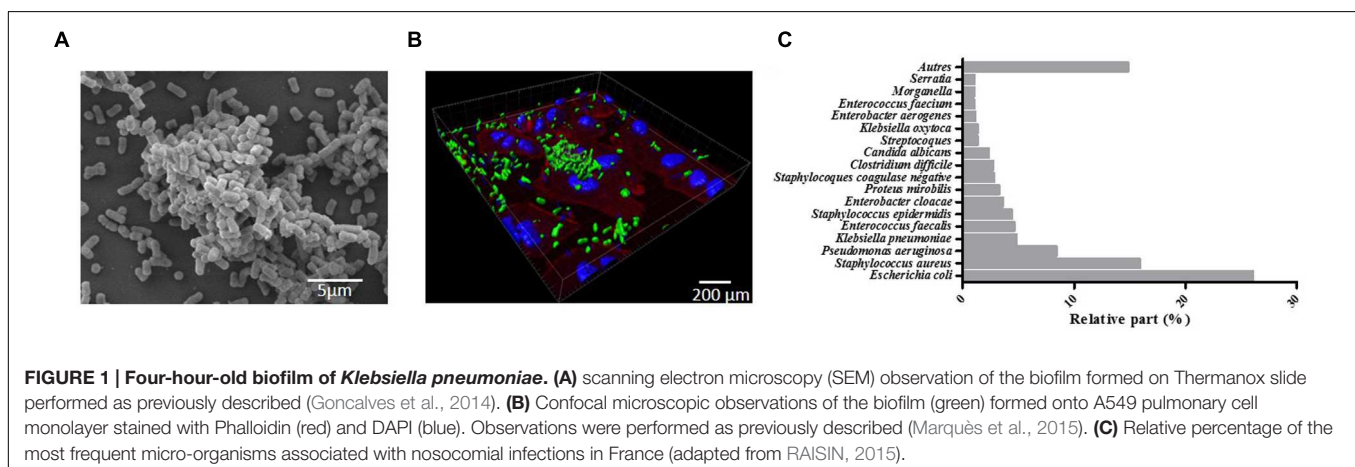 A
B
C
5µm
200 µm
Autres
Serratia
Morganella
Enterococcus faecium
Enterobacter aerogenes
Klebsiella oxytoca
Streptocoques
Candida albicans
Clostridium difficile
Staphylocoques coagulase négative
Proteus mirobilis
Enterobacter cloacae
Staphylococcus epidermidis
Enterococcus faecalis
Klebsiella pneumoniae
Pseudomonas aeruginosa
Staphylococcus aureus
Escherichia coli
0 10 20 30
Relative part (%)
FIGURE 1 | Four-hour-old biofilm of Klebsiella pneumoniae. (A) scanning electron microscopy (SEM) observation of the biofilm formed on Thermanox slide
performed as previously described (Goncalves et al., 2014). (B) Confocal microscopic observations of the biofilm (green) formed onto A549 pulmonary cell
monolayer stained with Phalloidin (red) and DAPI (blue). Observations were performed as previously described (Marquès et al., 2015). (C) Relative percentage of the
most frequent micro-organisms associated with nosocomial infections in France (adapted from RAISIN, 2015).